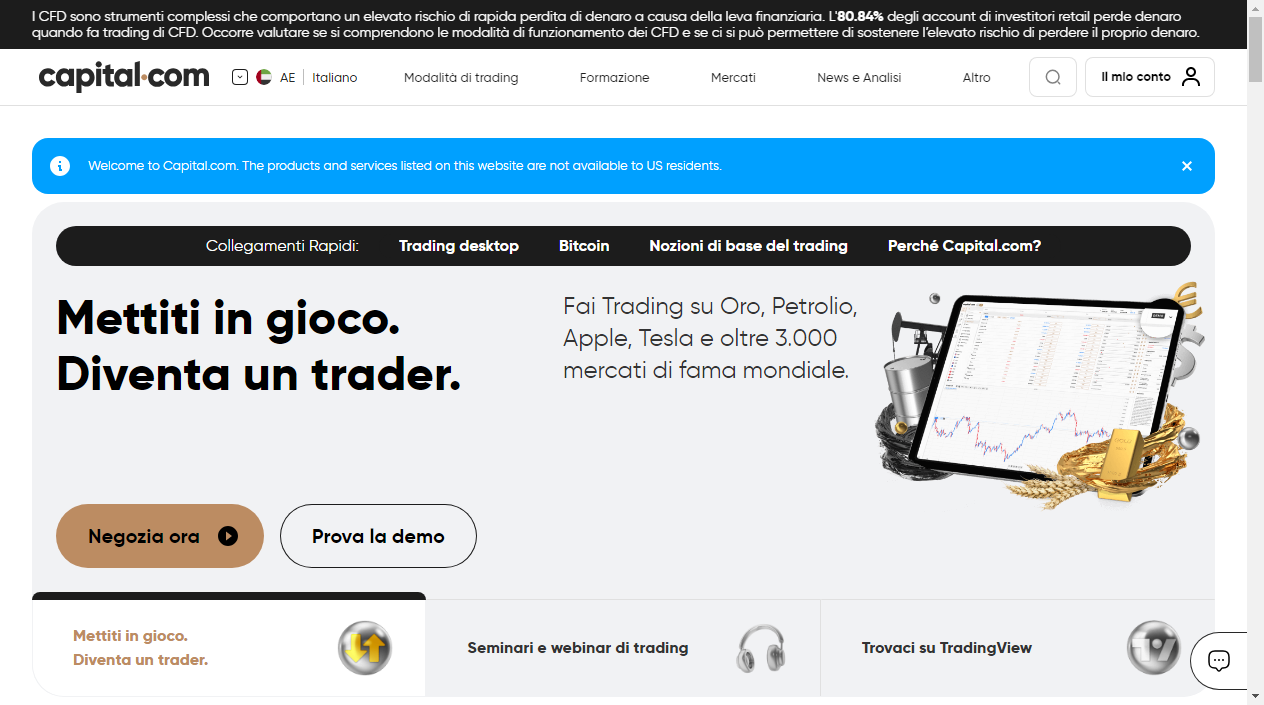 I CFD sono strumenti complessi che comportano un elevato rischio di rapida perdita di denaro a causa della leva finanziaria. L'80.84% degli account di investitori retail perde denaro
quando fa trading di CFD. Occorre valutare se si comprendono le modalità di funzionamento dei CFD e se ci si può permettere di sostenere l’elevato rischio di perdere il proprio denaro.
capital.com
AE
Italiano
Modalità di trading
Formazione
Mercati
News e Analisi
Altro
Il mio conto
Welcome to Capital.com. The products and services listed on this website are not available to US residents.
Collegamenti Rapidi:
Trading desktop
Bitcoin
Nozioni di base del trading
Perché Capital.com?
Mettiti in gioco.
Diventa un trader.
Fai Trading su Oro, Petrolio,
Apple, Tesla e oltre 3.000
mercati di fama mondiale.
Negozia ora
Prova la demo
Mettiti in gioco.
Diventa un trader.
Seminari e webinar di trading
Trovaci su TradingView